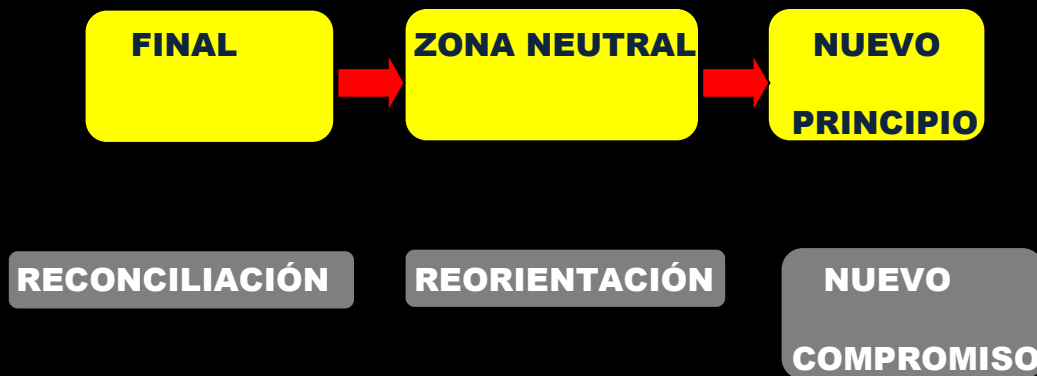 FINAL
ZONA NEUTRAL
NUEVO
PRINCIPIO
RECONCILIACIÓN
REORIENTACIÓN
NUEVO
COMPROMISO